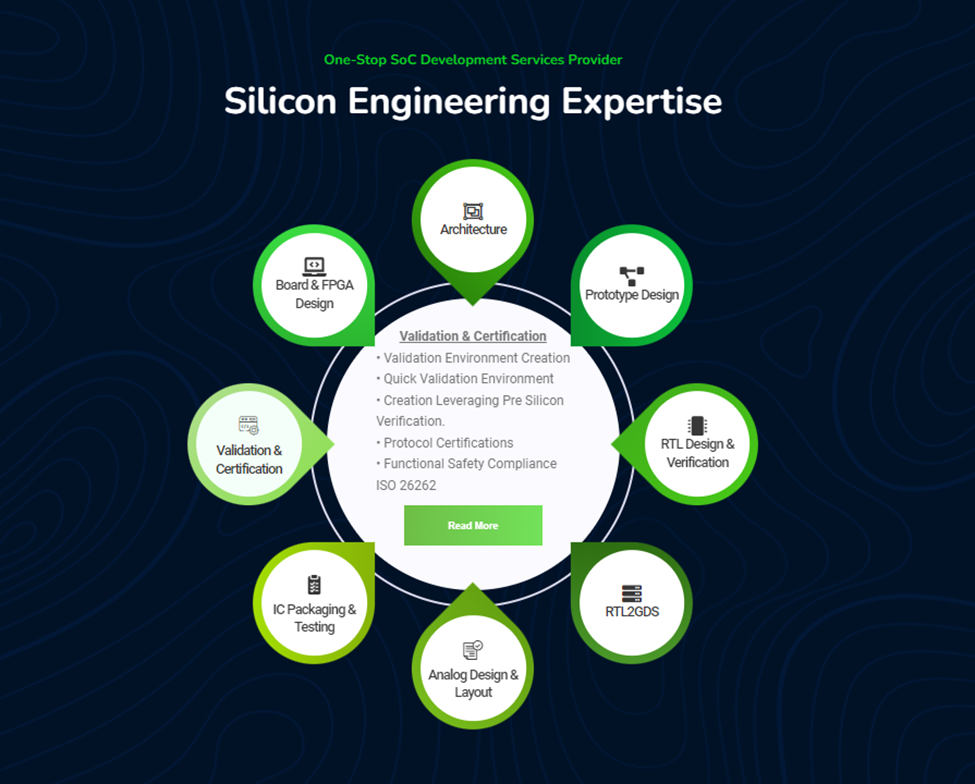 One-Stop SoC Development Services Provider
Silicon Engineering Expertise
Architecture
Board & FPGA
Design
Prototype Design
Validation & Certification
• Validation Environment Creation
• Quick Validation Environment
• Creation Leveraging Pre Silicon
Verification.
• Protocol Certifications
• Functional Safety Compliance
ISO 26262
Read More
Validation &
Certification
RTL Design &
Verification
IC Packaging &
Testing
RTL2GDS
Analog Design &
Layout